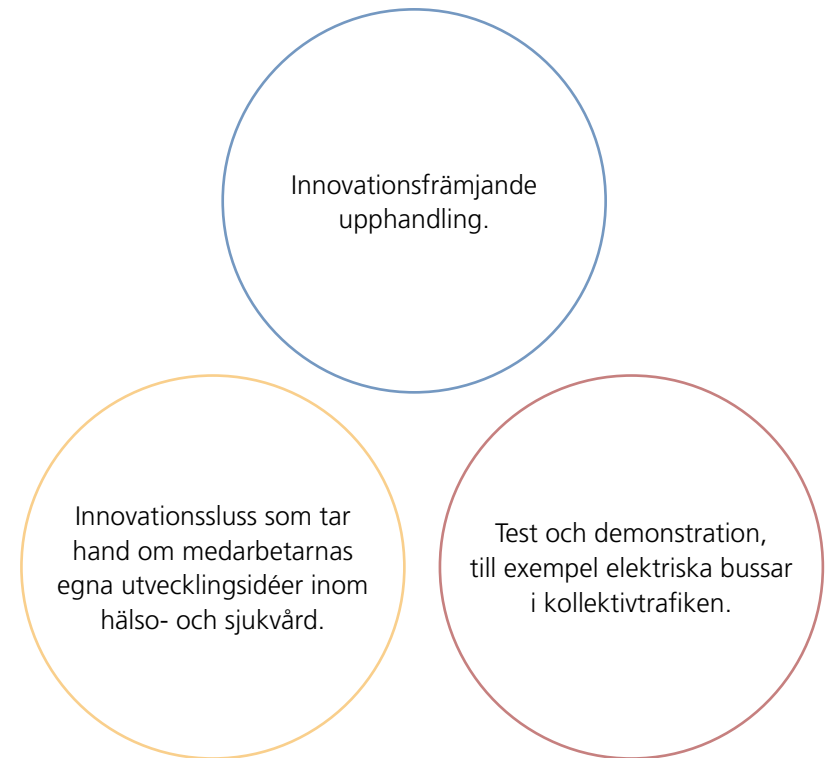 Innovationsfrämjande
upphandling.
Innovationssluss som tar
hand om medarbetarnas
egna utvecklingsidéer inom
hälso- och sjukvård.
Test och demonstration,
till exempel elektriska bussar
i kollektivtrafiken.